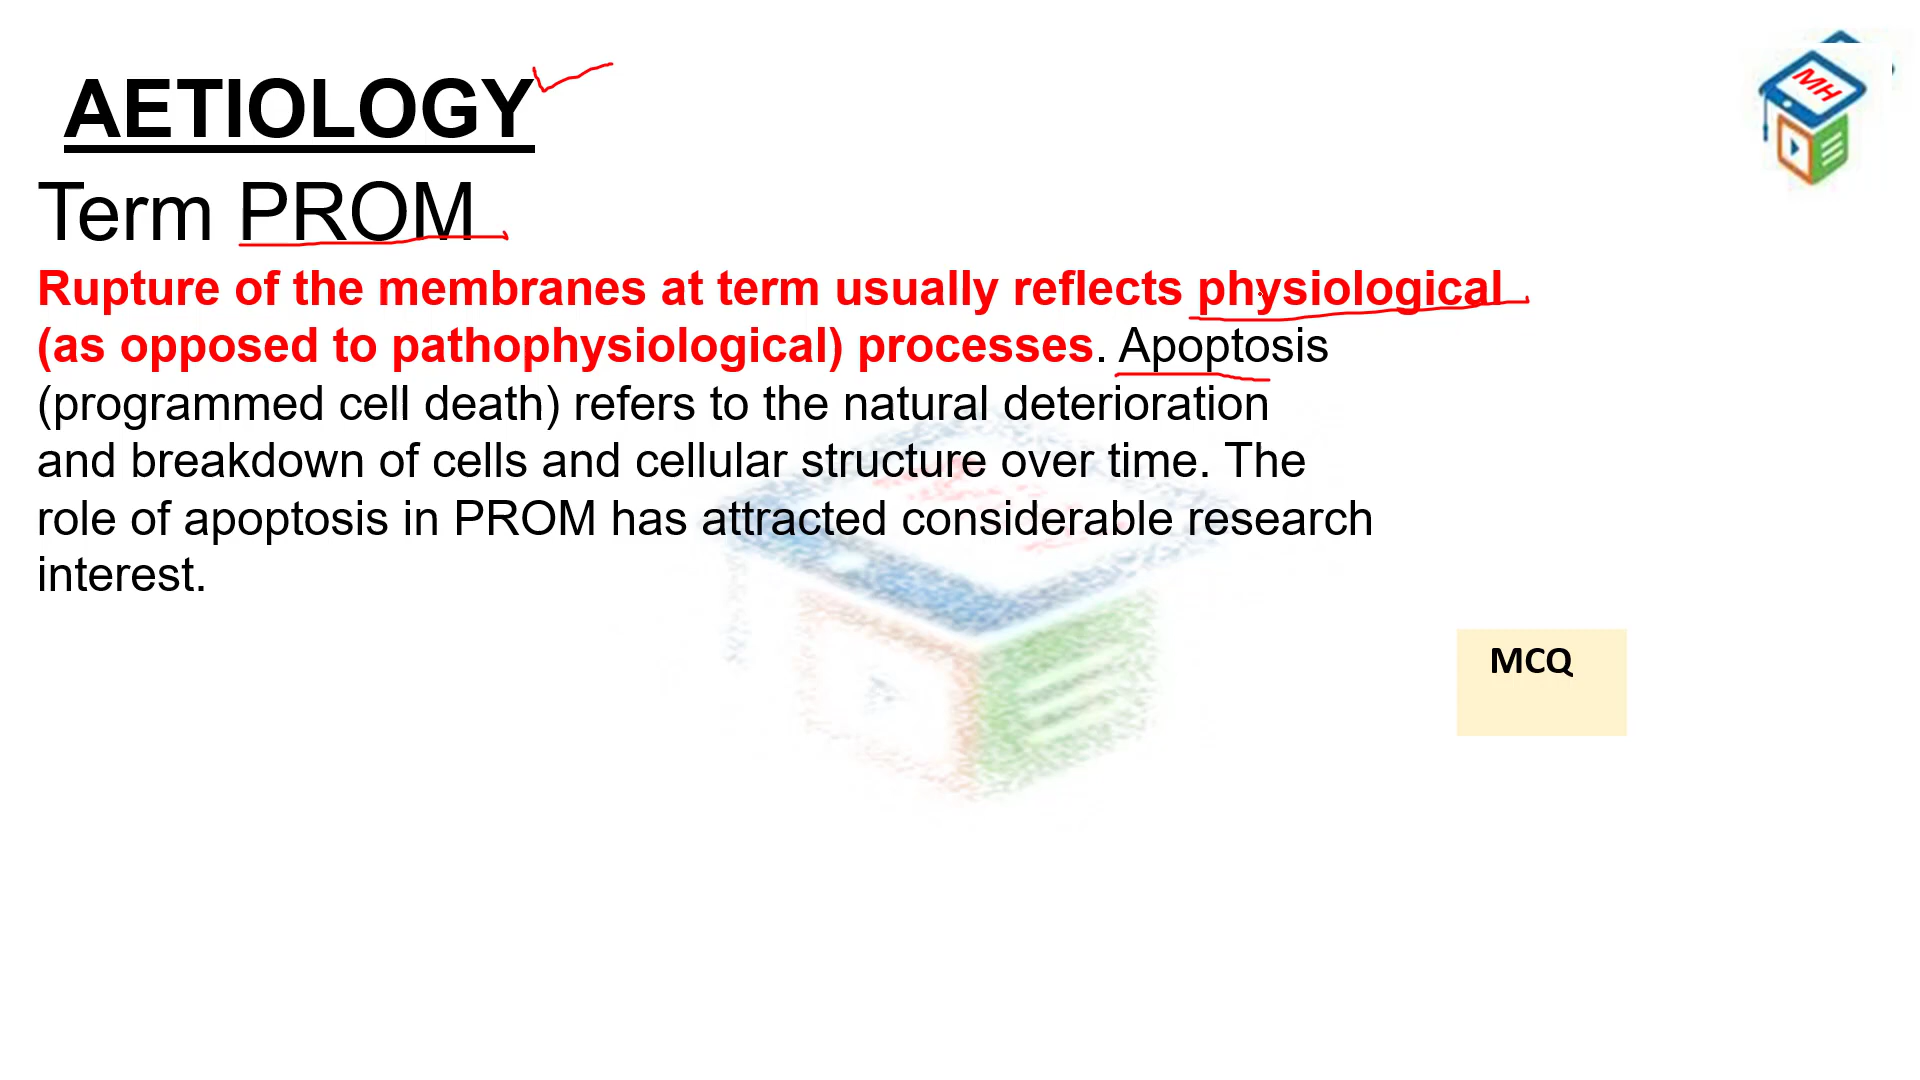 AETIOLOGY
MH
Term PROM
Rupture of the membranes at term usually reflects physiological
(as opposed to pathophysiological) processes. Apoptosis
(programmed cell death) refers to the natural deterioration
and breakdown of cells and cellular structure over time. The
role of apoptosis in PROM has attracted considerable research
interest.
MCQ